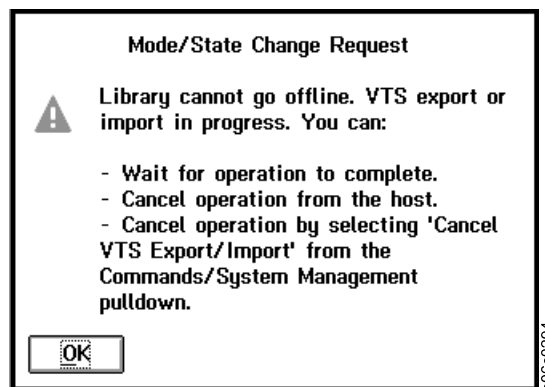 Mode/State Change Request
Library cannot go offline. VTS export or
import in progress. You can:
- Wait for operation to complete.
- Cancel operation from the host.
- Cancel operation by selecting 'Cancel
VTS Export/Import' from the
Commands/System Management
pulldown.
OK